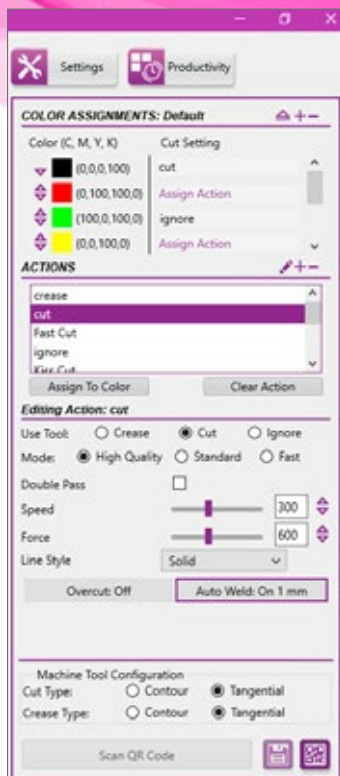 Settings Productivity
COLOR ASSIGNMENTS: Default
Color (C, M, Y, K) Cut Setting
(0,0,0,100) cut
(0,100,100,0) Assign Action
(100,0,100,0) ignore
(0,0,100,0) Assign Action
ACTIONS
crease
cut
Fast Cut
ignore
Kiss Cut
Assign To Color Clear Action
Editing Action: cut
Use Tool: Crease Cut Ignore
Mode: High Quality Standard Fast
Double Pass
Speed 300
Force 600
Line Style Solid
Overcut: Off Auto Weld: On 1 mm
Machine Tool Configuration
Cut Type: Contour Tangential
Crease Type: Contour Tangential
Scan QR Code